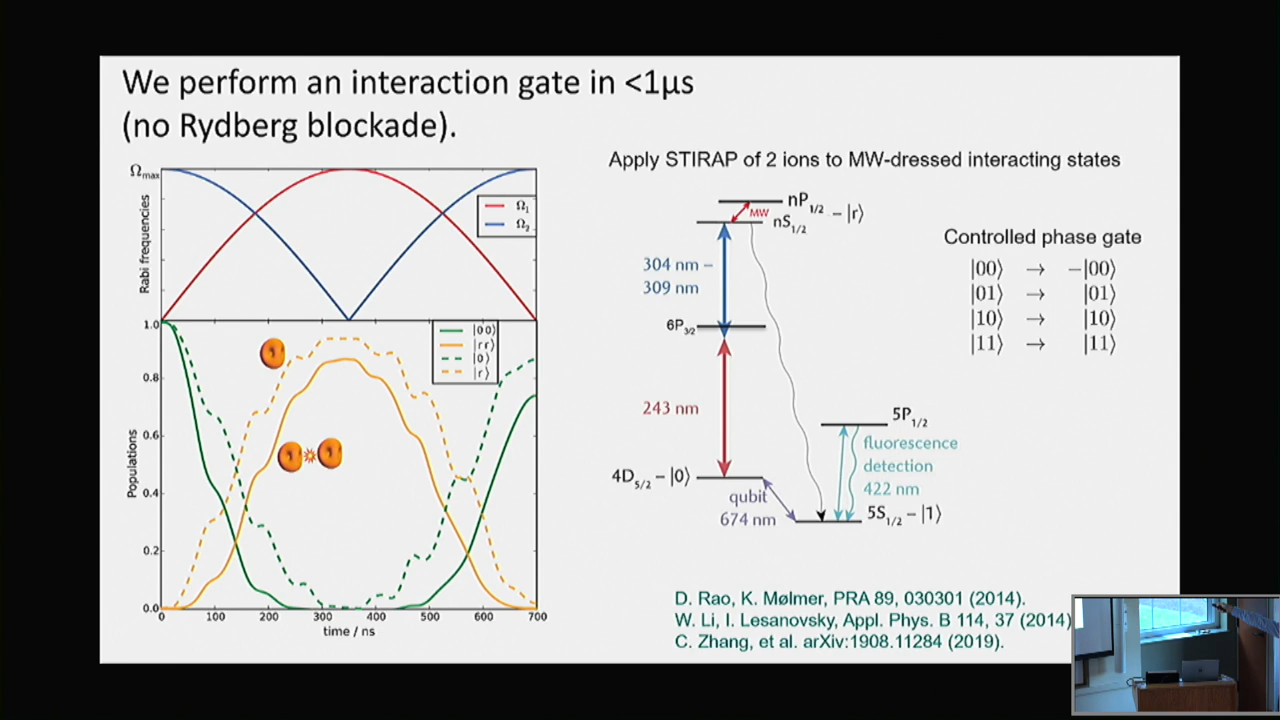 We perform an interaction gate in <1μs
(no Rydberg blockade).
Apply STIRAP of 2 ions to MW-dressed interacting states
Ωmax
Rabi frequencies
Ω₁
Ω₂
1.0
0.8
0.6
0.4
0.2
0.0
Populations
|00⟩
|rr⟩
|0⟩
|r⟩
0 100 200 300 400 500 600 700
time / ns
nP1/2
MW
nS1/2 – |r⟩
304 nm –
309 nm
6P3/2
243 nm
4D5/2 – |0⟩
qubit
674 nm
5P1/2
fluorescence
detection
422 nm
5S1/2 – |1⟩
Controlled phase gate
|00⟩ → −|00⟩
|01⟩ → |01⟩
|10⟩ → |10⟩
|11⟩ → |11⟩
D. Rao, K. Mølmer, PRA 89, 030301 (2014).
W. Li, I. Lesanovsky, Appl. Phys. B 114, 37 (2014)
C. Zhang, et al. arXiv:1908.11284 (2019).